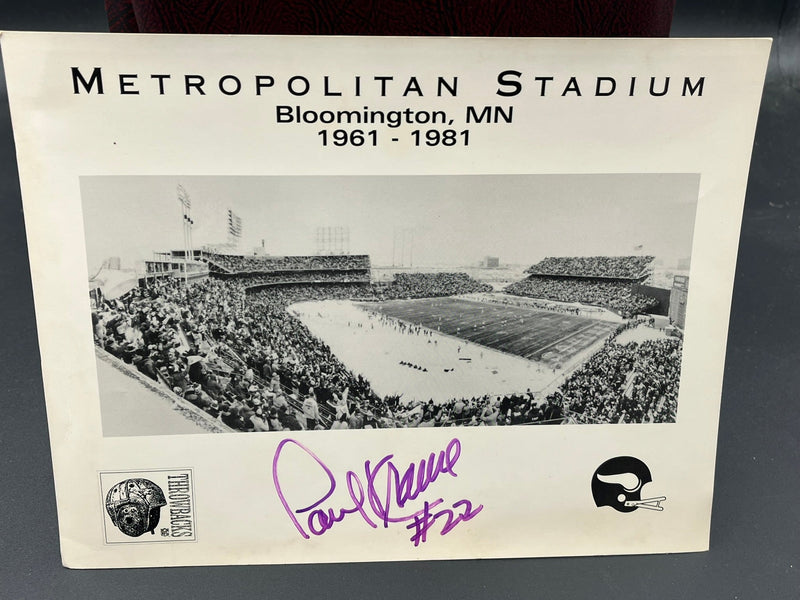 METROPOLITAN STADIUM
Bloomington, MN
1961 - 1981
THROWBACKS
Paul Krause
#22